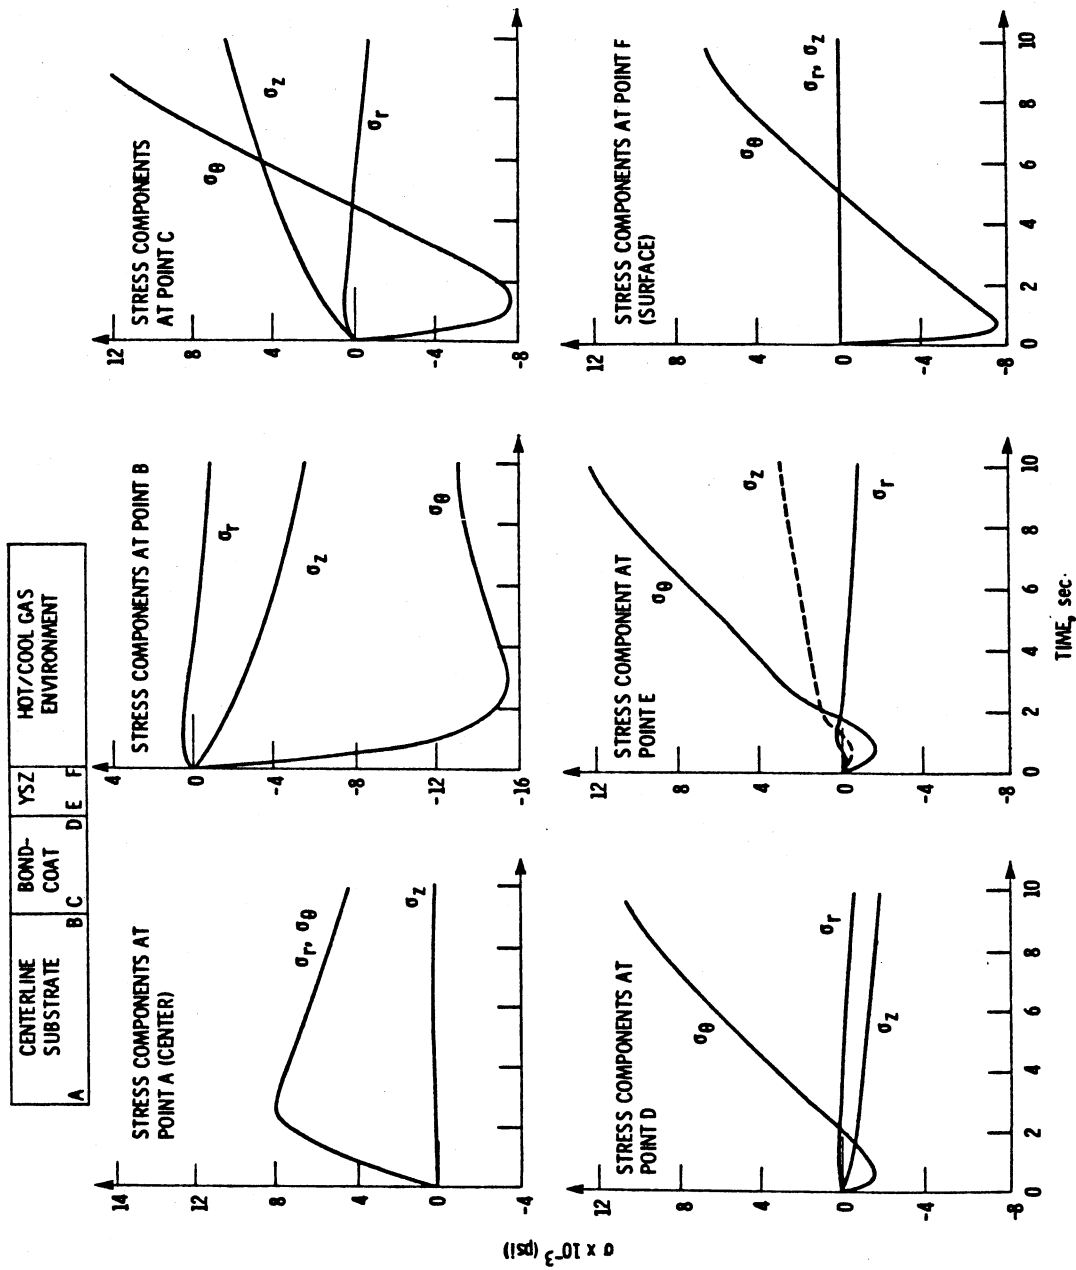 CENTERLINE
SUBSTRATE
BOND-
COAT
YSZ
HOT/COOL GAS
ENVIRONMENT
A
B
C
D
E
F
STRESS COMPONENTS AT
POINT A (CENTER)
14
12
8
4
0
-4
σr, σθ
σz
STRESS COMPONENTS AT POINT B
4
0
-4
-8
-12
-16
σr
σz
σθ
STRESS COMPONENTS
AT POINT C
12
8
4
0
-4
-8
σθ
σz
σr
σ x 10-3 (psi)
STRESS COMPONENTS AT
POINT D
12
8
4
0
-4
-8
σθ
σr
σz
0 2 4 6 8 10
STRESS COMPONENT AT
POINT E
12
8
4
0
-4
-8
σθ
σz
σr
0 2 4 6 8 10
TIME, sec.
STRESS COMPONENTS AT POINT F
(SURFACE)
12
8
4
0
-4
-8
σθ
σr, σz
0 2 4 6 8 10